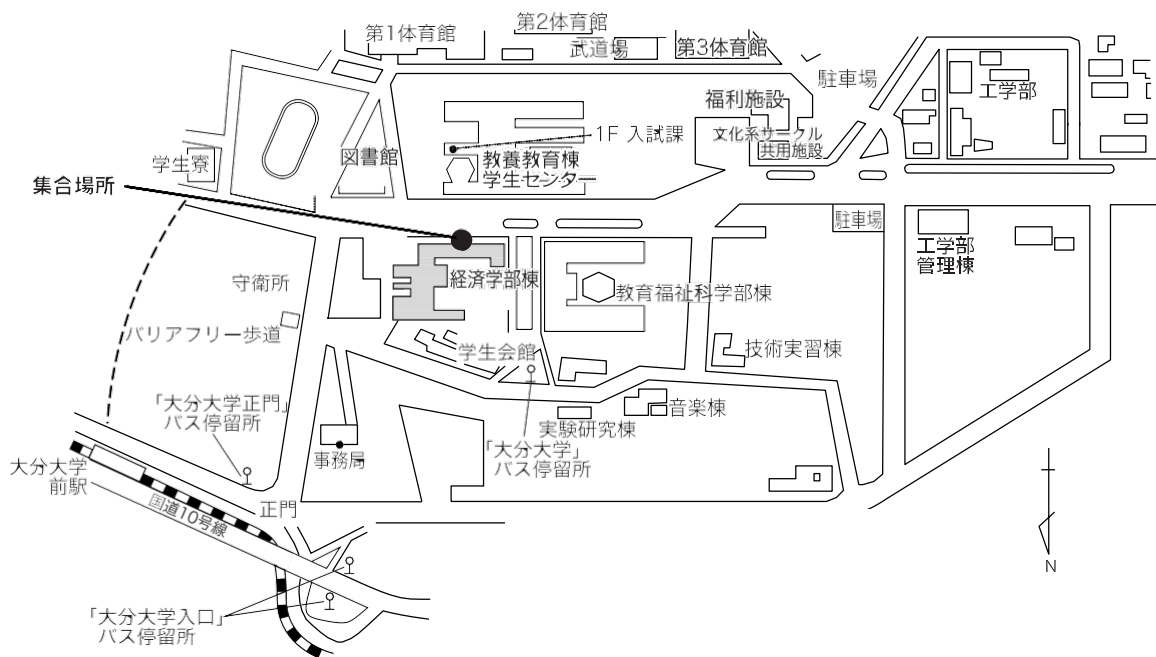 第2体育館
第1体育館
武道場
第3体育館
駐車場
工学部
福利施設
1F 入試課
文化系サークル
共用施設
図書館
教養教育棟
学生センター
学生寮
集合場所
駐車場
工学部
管理棟
経済学部棟
守衛所
教育福祉科学部棟
バリアフリー歩道
学生会館
技術実習棟
「大分大学正門」
バス停留所
音楽棟
実験研究棟
「大分大学」
バス停留所
事務局
大分大学
前駅
正門
国道10号線
N
「大分大学入口」
バス停留所